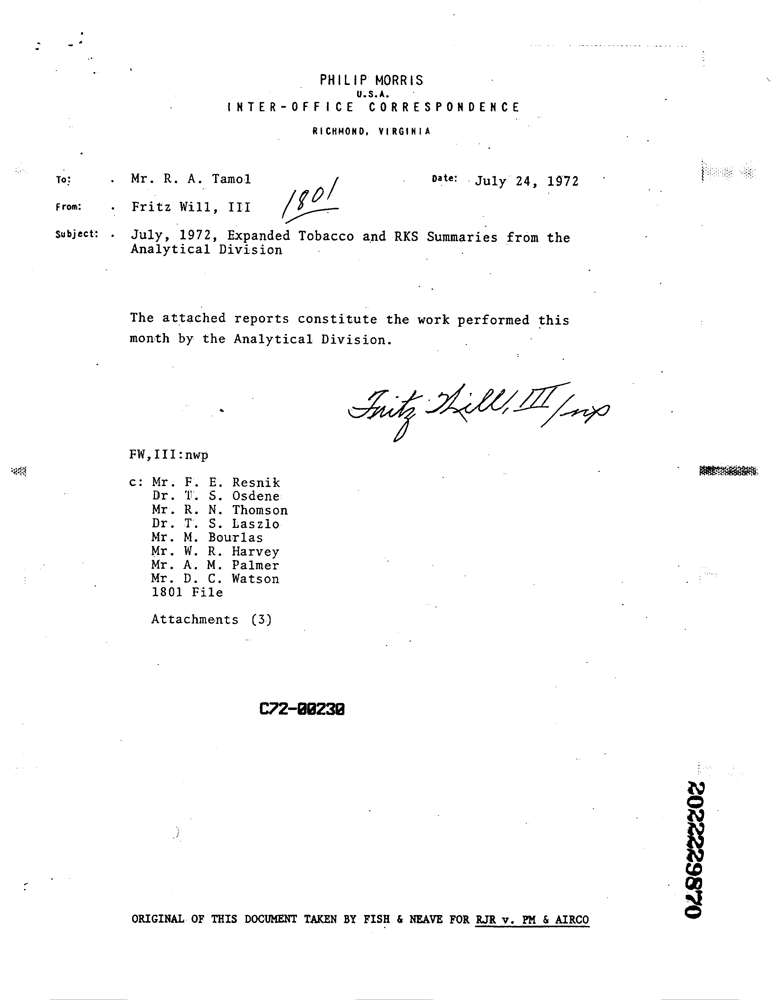 PHILIP MORRIS
U.S.A.
INTER-OFFICE CORRESPONDENCE
RICHMOND, VIRGINIA
To: . Mr. R. A. Tamol Date: July 24, 1972
From: . Fritz Will, III 1801
Subject: . July, 1972, Expanded Tobacco and RKS Summaries from the
Analytical Division
The attached reports constitute the work performed this
month by the Analytical Division.
Fritz Will, III/np
FW,III:nwp
c: Mr. F. E. Resnik
Dr. T. S. Osdene
Mr. R. N. Thomson
Dr. T. S. Laszlo
Mr. M. Bourlas
Mr. W. R. Harvey
Mr. A. M. Palmer
Mr. D. C. Watson
1801 File
Attachments (3)
C72-00230
2022229870
ORIGINAL OF THIS DOCUMENT TAKEN BY FISH & NEAVE FOR RJR v. PM & AIRCO